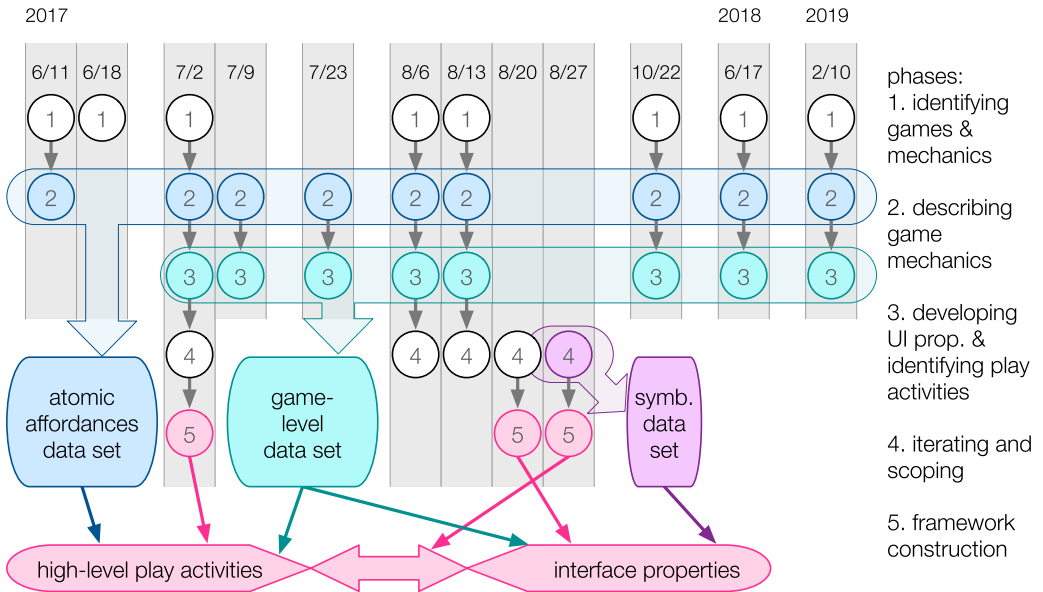 2017 2018 2019
6/11 6/18 7/2 7/9 7/23 8/6 8/13 8/20 8/27 10/22 6/17 2/10
1 1 1 1 1 1 1 1
2 2 2 2 2 2 2 2 2
3 3 3 3 3 3 3 3
4 4 4 4 4
5 5 5
atomic
affordances
data set
game-
level
data set
symb.
data
set
high-level play activities
interface properties
phases:
1. identifying
games &
mechanics
2. describing
game
mechanics
3. developing
UI prop. &
identifying play
activities
4. iterating and
scoping
5. framework
construction